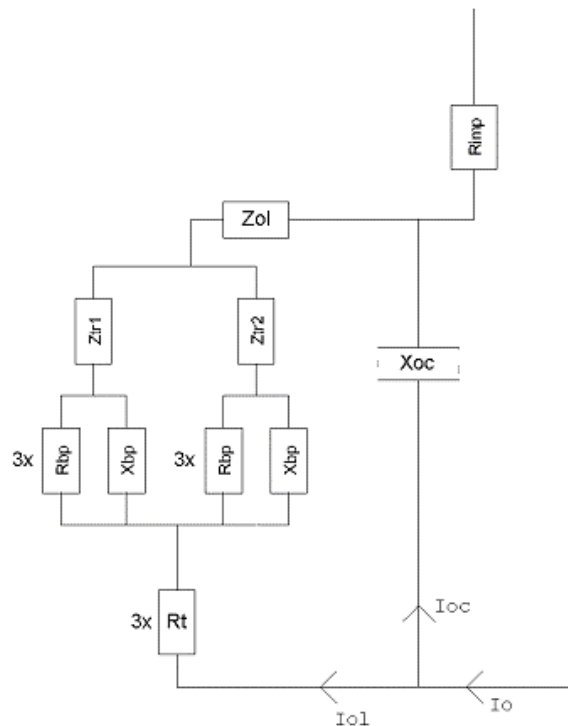 Rimp
Zol
Ztr1
Ztr2
Xoc
3x
Rbp
Xbp
3x
Rbp
Xbp
3x
Rt
Ioc
Iol
Io